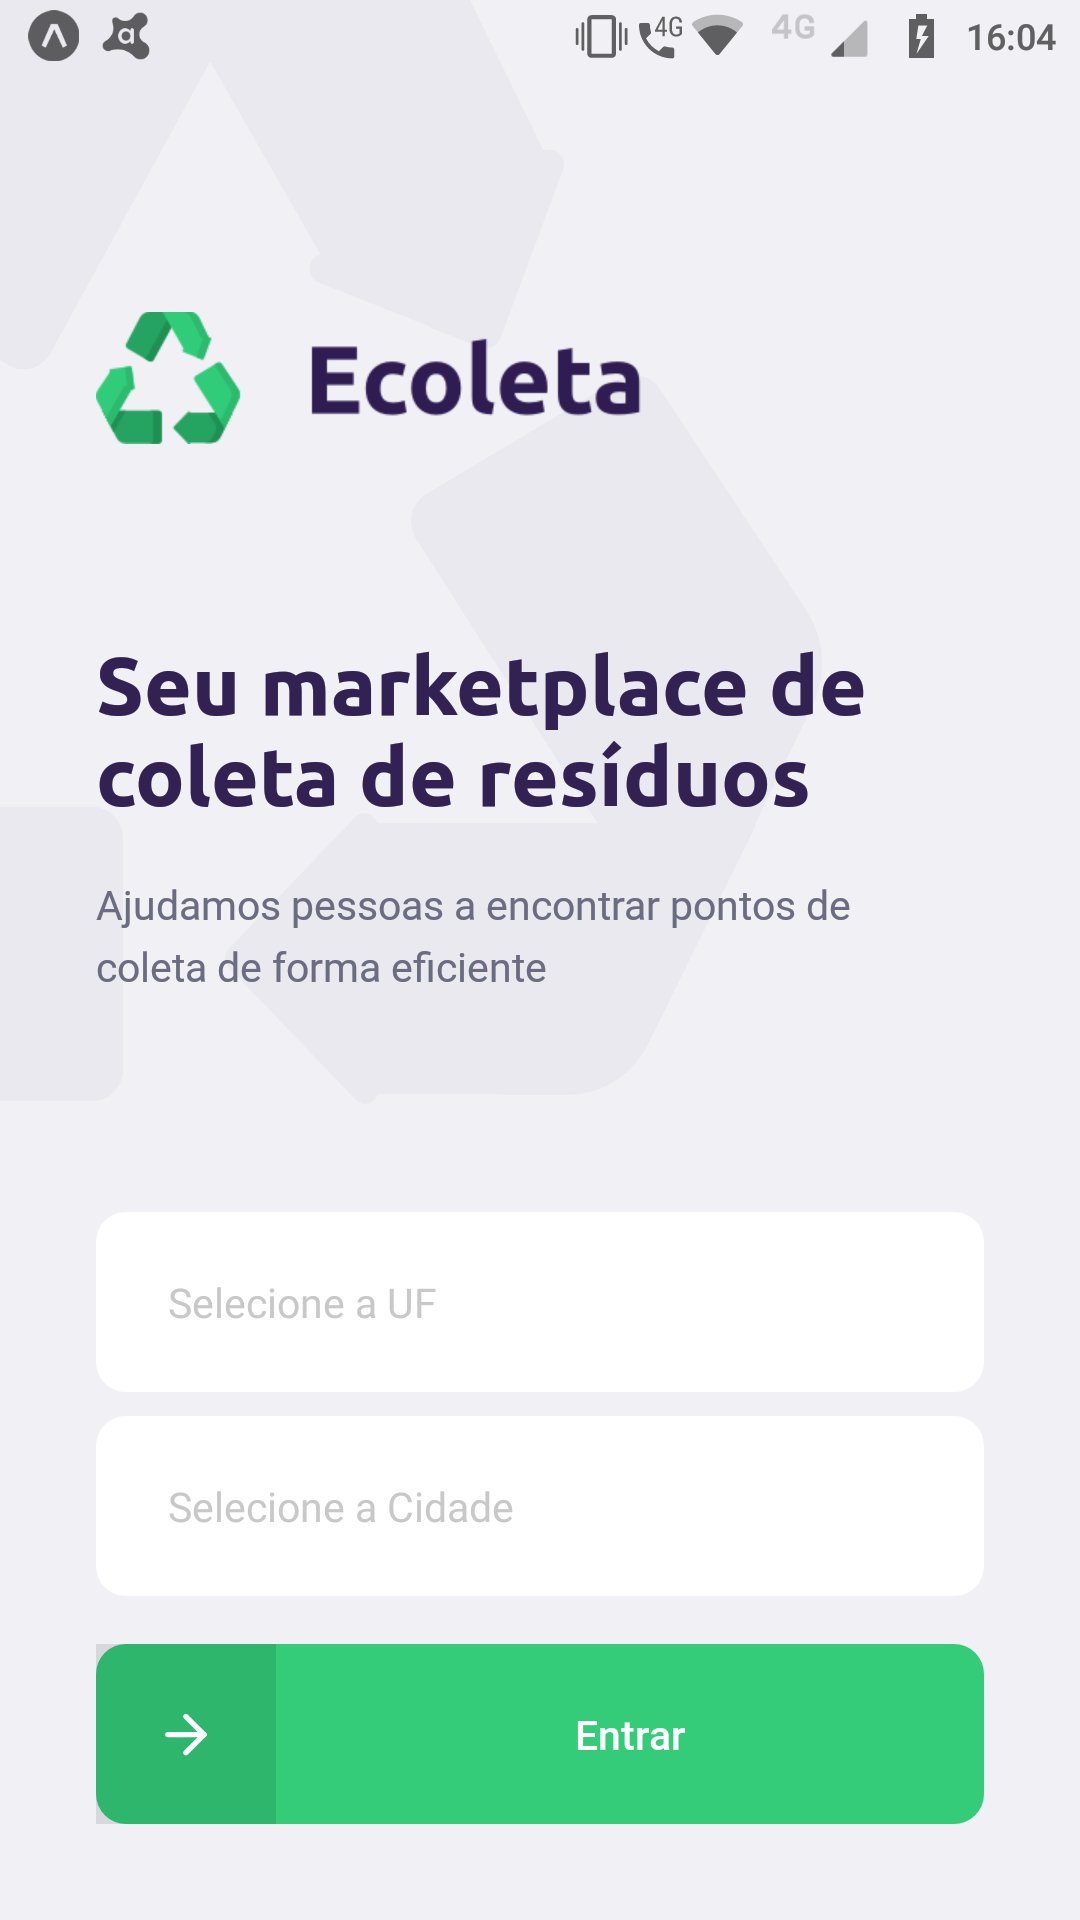 4G 4G 16:04
Ecoleta
Seu marketplace de
coleta de resíduos
Ajudamos pessoas a encontrar pontos de
coleta de forma eficiente
Selecione a UF
Selecione a Cidade
Entrar